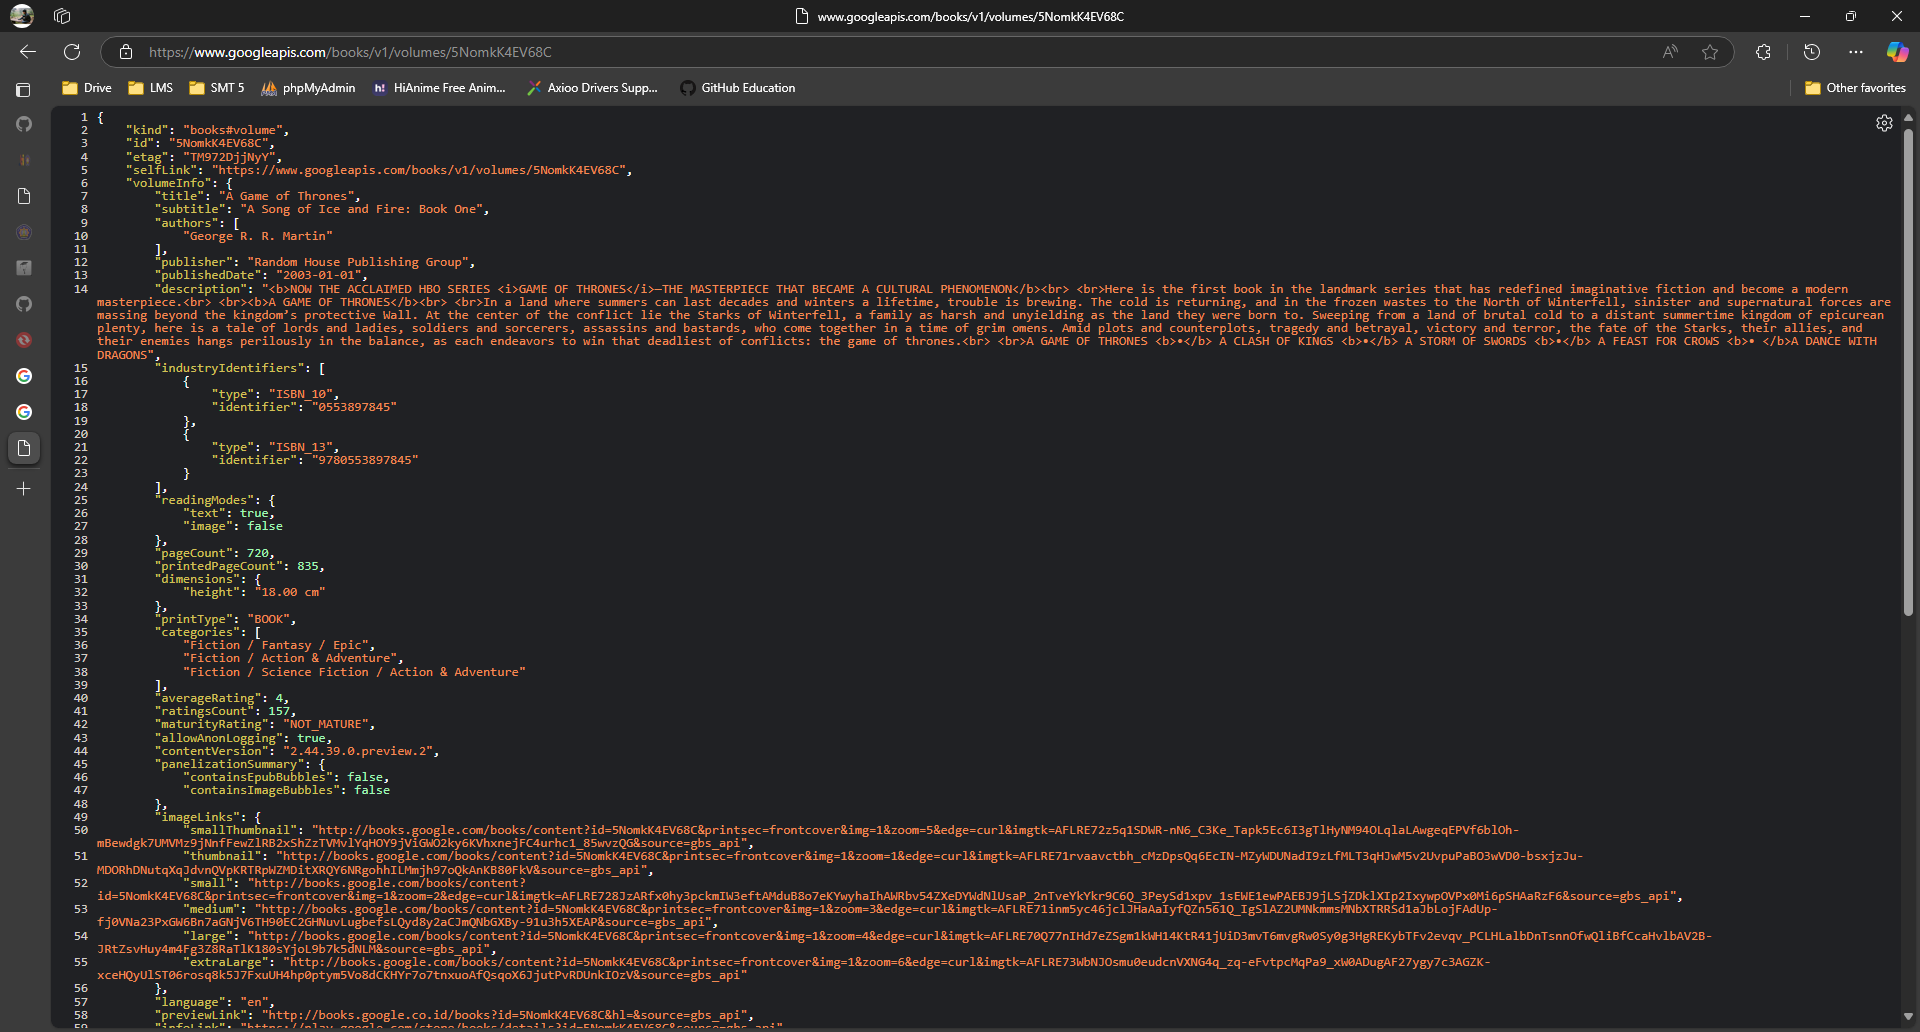 www.googleapis.com/books/v1/volumes/5NomkK4EV68C
https://www.googleapis.com/books/v1/volumes/5NomkK4EV68C
Drive LMS SMT 5 phpMyAdmin HiAnime Free Anim... Axioo Drivers Supp... GitHub Education Other favorites
1 {
2 "kind": "books#volume",
3 "id": "5NomkK4EV68C",
4 "etag": "TM972DjjNyY",
5 "selfLink": "https://www.googleapis.com/books/v1/volumes/5NomkK4EV68C",
6 "volumeInfo": {
7 "title": "A Game of Thrones",
8 "subtitle": "A Song of Ice and Fire: Book One",
9 "authors": [
10 "George R. R. Martin"
11 ],
12 "publisher": "Random House Publishing Group",
13 "publishedDate": "2003-01-01",
14 "description": "<b>NOW THE ACCLAIMED HBO SERIES <i>GAME OF THRONES</i>—THE MASTERPIECE THAT BECAME A CULTURAL PHENOMENON</b><br> <br>Here is the first book in the landmark series that has redefined imaginative fiction and become a modern
masterpiece.<br> <br><b>A GAME OF THRONES</b><br> <br>In a land where summers can last decades and winters a lifetime, trouble is brewing. The cold is returning, and in the frozen wastes to the North of Winterfell, sinister and supernatural forces are
massing beyond the kingdom’s protective Wall. At the center of the conflict lie the Starks of Winterfell, a family as harsh and unyielding as the land they were born to. Sweeping from a land of brutal cold to a distant summertime kingdom of epicurean
plenty, here is a tale of lords and ladies, soldiers and sorcerers, assassins and bastards, who come together in a time of grim omens. Amid plots and counterplots, tragedy and betrayal, victory and terror, the fate of the Starks, their allies, and
their enemies hangs perilously in the balance, as each endeavors to win that deadliest of conflicts: the game of thrones.<br> <br>A GAME OF THRONES <b>•</b> A CLASH OF KINGS <b>•</b> A STORM OF SWORDS <b>•</b> A FEAST FOR CROWS <b>• </b>A DANCE WITH
DRAGONS",
15 "industryIdentifiers": [
16 {
17 "type": "ISBN_10",
18 "identifier": "0553897845"
19 },
20 {
21 "type": "ISBN_13",
22 "identifier": "9780553897845"
23 }
24 ],
25 "readingModes": {
26 "text": true,
27 "image": false
28 },
29 "pageCount": 720,
30 "printedPageCount": 835,
31 "dimensions": {
32 "height": "18.00 cm"
33 },
34 "printType": "BOOK",
35 "categories": [
36 "Fiction / Fantasy / Epic",
37 "Fiction / Action & Adventure",
38 "Fiction / Science Fiction / Action & Adventure"
39 ],
40 "averageRating": 4,
41 "ratingsCount": 157,
42 "maturityRating": "NOT_MATURE",
43 "allowAnonLogging": true,
44 "contentVersion": "2.44.39.0.preview.2",
45 "panelizationSummary": {
46 "containsEpubBubbles": false,
47 "containsImageBubbles": false
48 },
49 "imageLinks": {
50 "smallThumbnail": "http://books.google.com/books/content?id=5NomkK4EV68C&printsec=frontcover&img=1&zoom=5&edge=curl&imgtk=
&source=gbs_api",
51 "thumbnail": "http://books.google.com/books/content?id=5NomkK4EV68C&printsec=frontcover&img=1&zoom=1&edge=curl&imgtk=
&source=gbs_api",
52 "small": "http://books.google.com/books/content?
id=5NomkK4EV68C&printsec=frontcover&img=1&zoom=2&edge=curl&imgtk= &source=gbs_api",
53 "medium": "http://books.google.com/books/content?id=5NomkK4EV68C&printsec=frontcover&img=1&zoom=3&edge=curl&imgtk=
&source=gbs_api",
54 "large": "http://books.google.com/books/content?id=5NomkK4EV68C&printsec=frontcover&img=1&zoom=4&edge=curl&imgtk=
&source=gbs_api",
55 "extraLarge": "http://books.google.com/books/content?id=5NomkK4EV68C&printsec=frontcover&img=1&zoom=6&edge=curl&imgtk=
&source=gbs_api"
56 },
57 "language": "en",
58 "previewLink": "http://books.google.co.id/books?id=5NomkK4EV68C&hl=&source=gbs_api",
59 "infoLink": "https://play.google.com/store/books/details?id=5NomkK4EV68C&source=gbs_api"